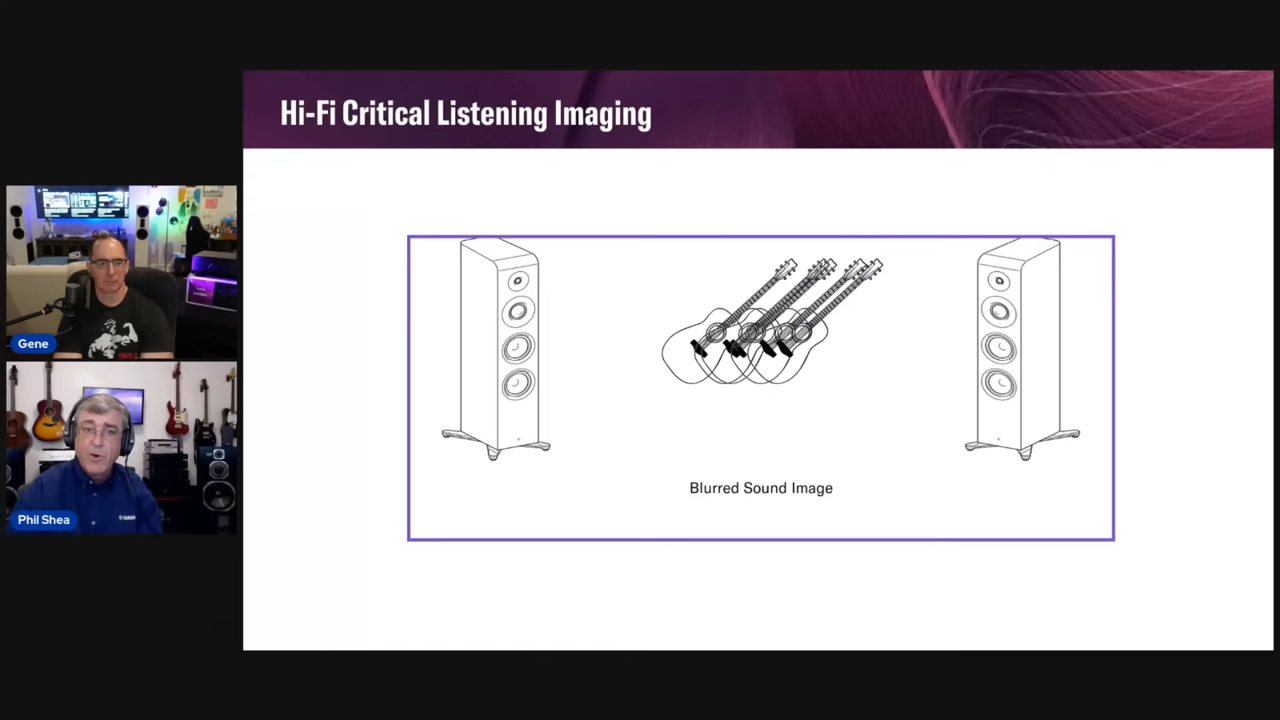 Hi-Fi Critical Listening Imaging
Gene
Phil Shea
Blurred Sound Image